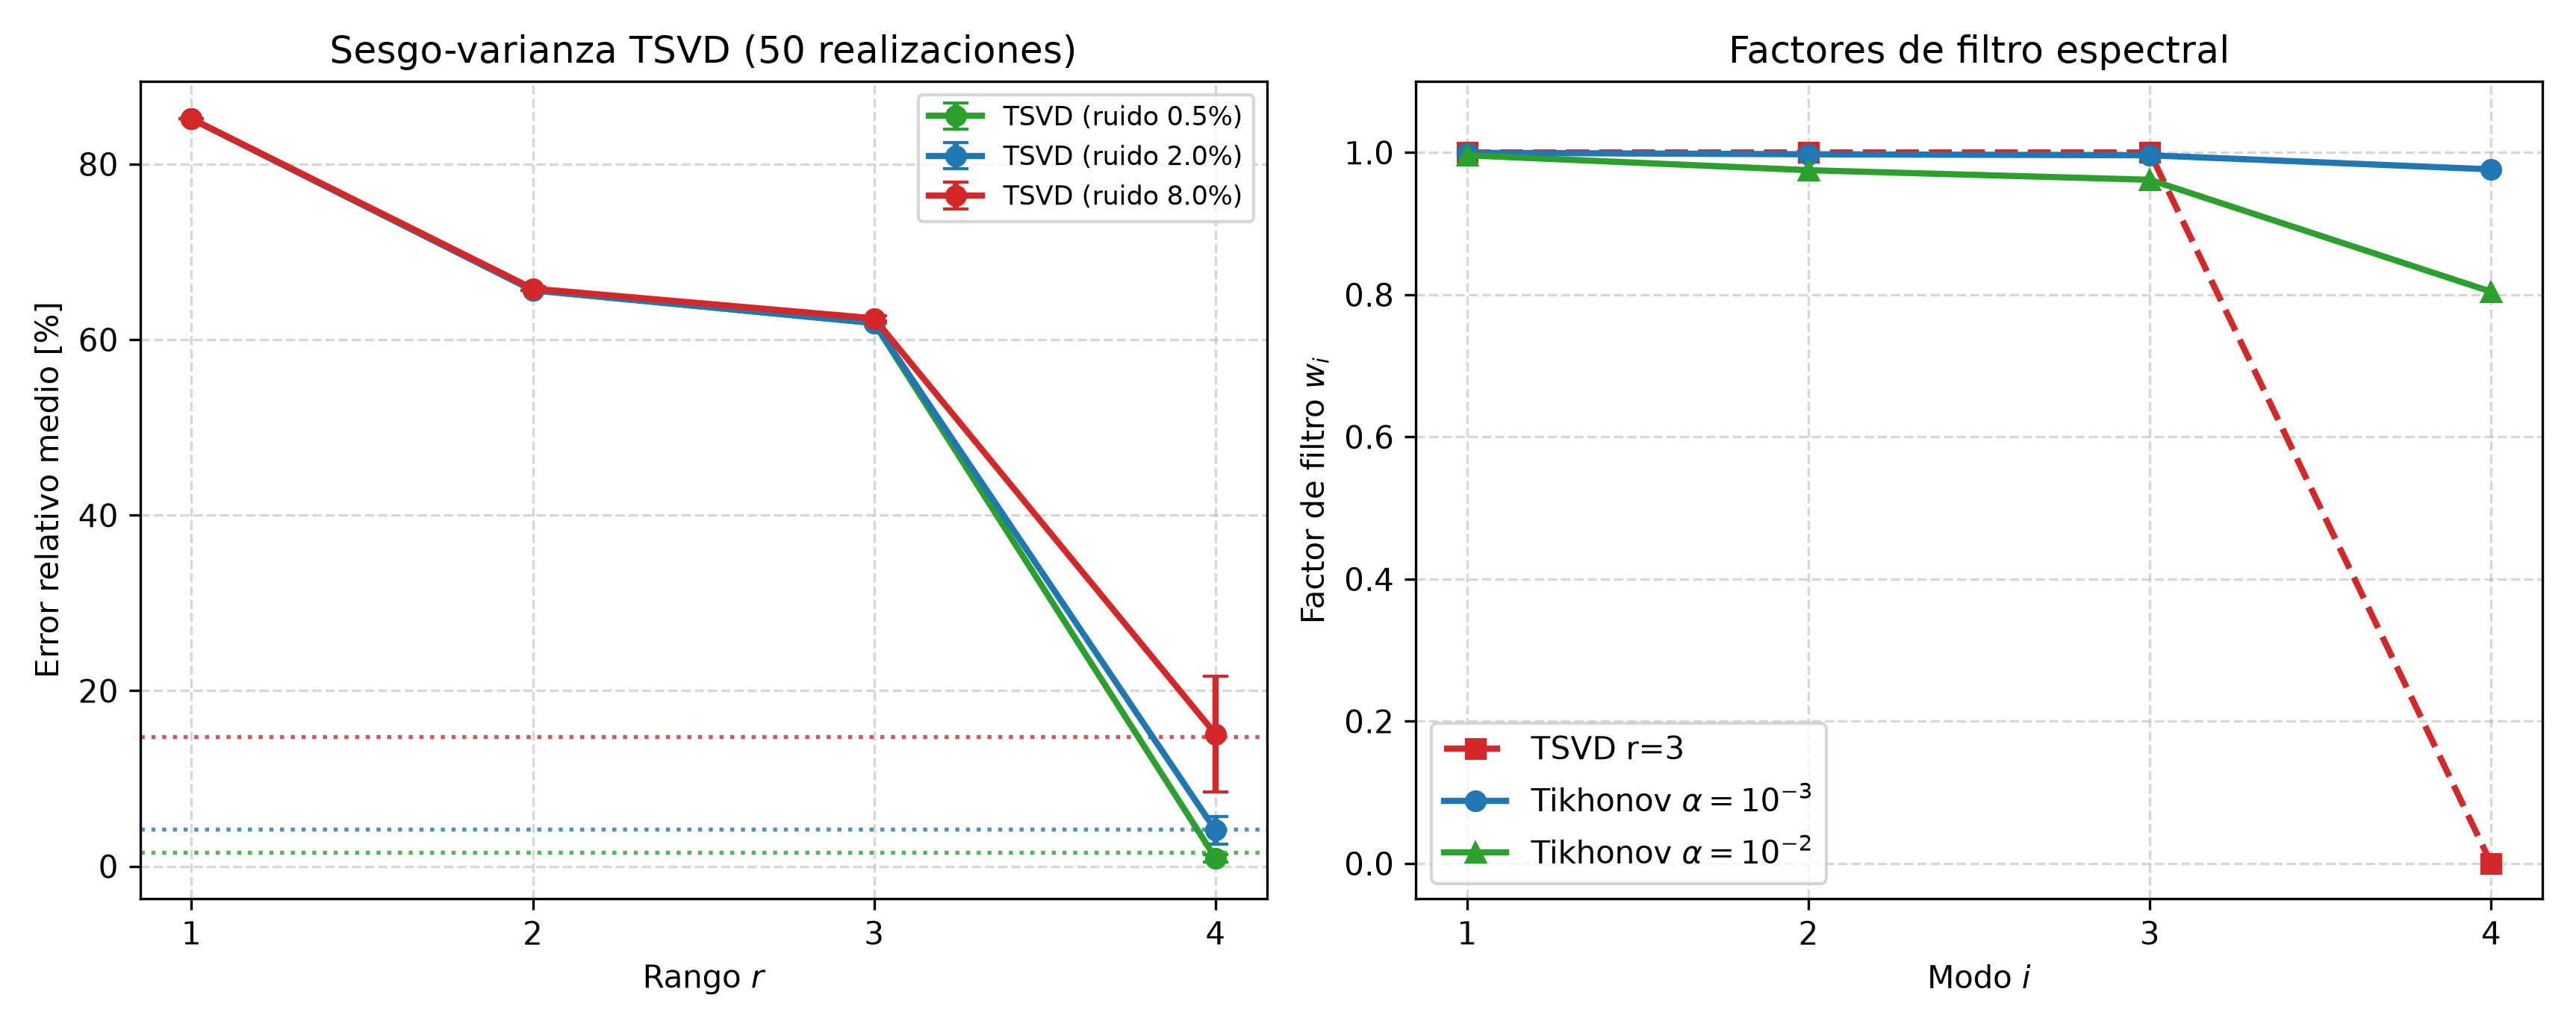 Sesgo-varianza TSVD (50 realizaciones)
Error relativo medio [%]
80
60
40
20
0
TSVD (ruido 0.5%)
TSVD (ruido 2.0%)
TSVD (ruido 8.0%)
1 2 3 4
Rango r
Factores de filtro espectral
Factor de filtro wᵢ
1.0
0.8
0.6
0.4
0.2
0.0
TSVD r=3
Tikhonov α = 10⁻³
Tikhonov α = 10⁻²
1 2 3 4
Modo i